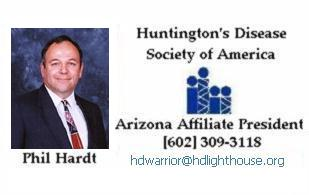 Huntington's Disease
Society of America
Arizona Affiliate President
[602] 309-3118
Phil Hardt
hdwarrior@hdlighthouse.org